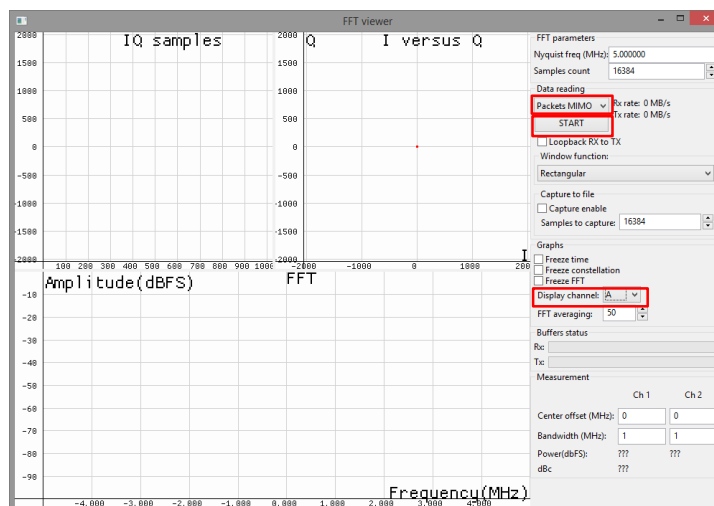 FFT viewer
2000
1500
1000
500
0
-500
-1000
-1500
-2000
IQ samples
100 200 300 400 500 600 700 800 900 1000
2000
1500
1000
500
0
-500
-1000
-1500
-2000
Q
I versus Q
I
-2000 -1000 0 1000 200
Amplitude(dBFS)
FFT
-10
-20
-30
-40
-50
-60
-70
-80
-90
Frequency(MHz)
-4.000 -3.000 -2.000 -1.000 0.000 1.000 2.000 3.000 4.000
FFT parameters
Nyquist freq (MHz): 5.000000
Samples count 16384
Data reading
Packets MIMO
Rx rate: 0 MB/s
Tx rate: 0 MB/s
START
Loopback RX to TX
Window function:
Rectangular
Capture to file
Capture enable
Samples to capture: 16384
Graphs
Freeze time
Freeze constellation
Freeze FFT
Display channel: A
FFT averaging: 50
Buffers status
Rx:
Tx:
Measurement
Ch 1 Ch 2
Center offset (MHz): 0 0
Bandwidth (MHz): 1 1
Power(dbFS): ??? ???
dBc ???